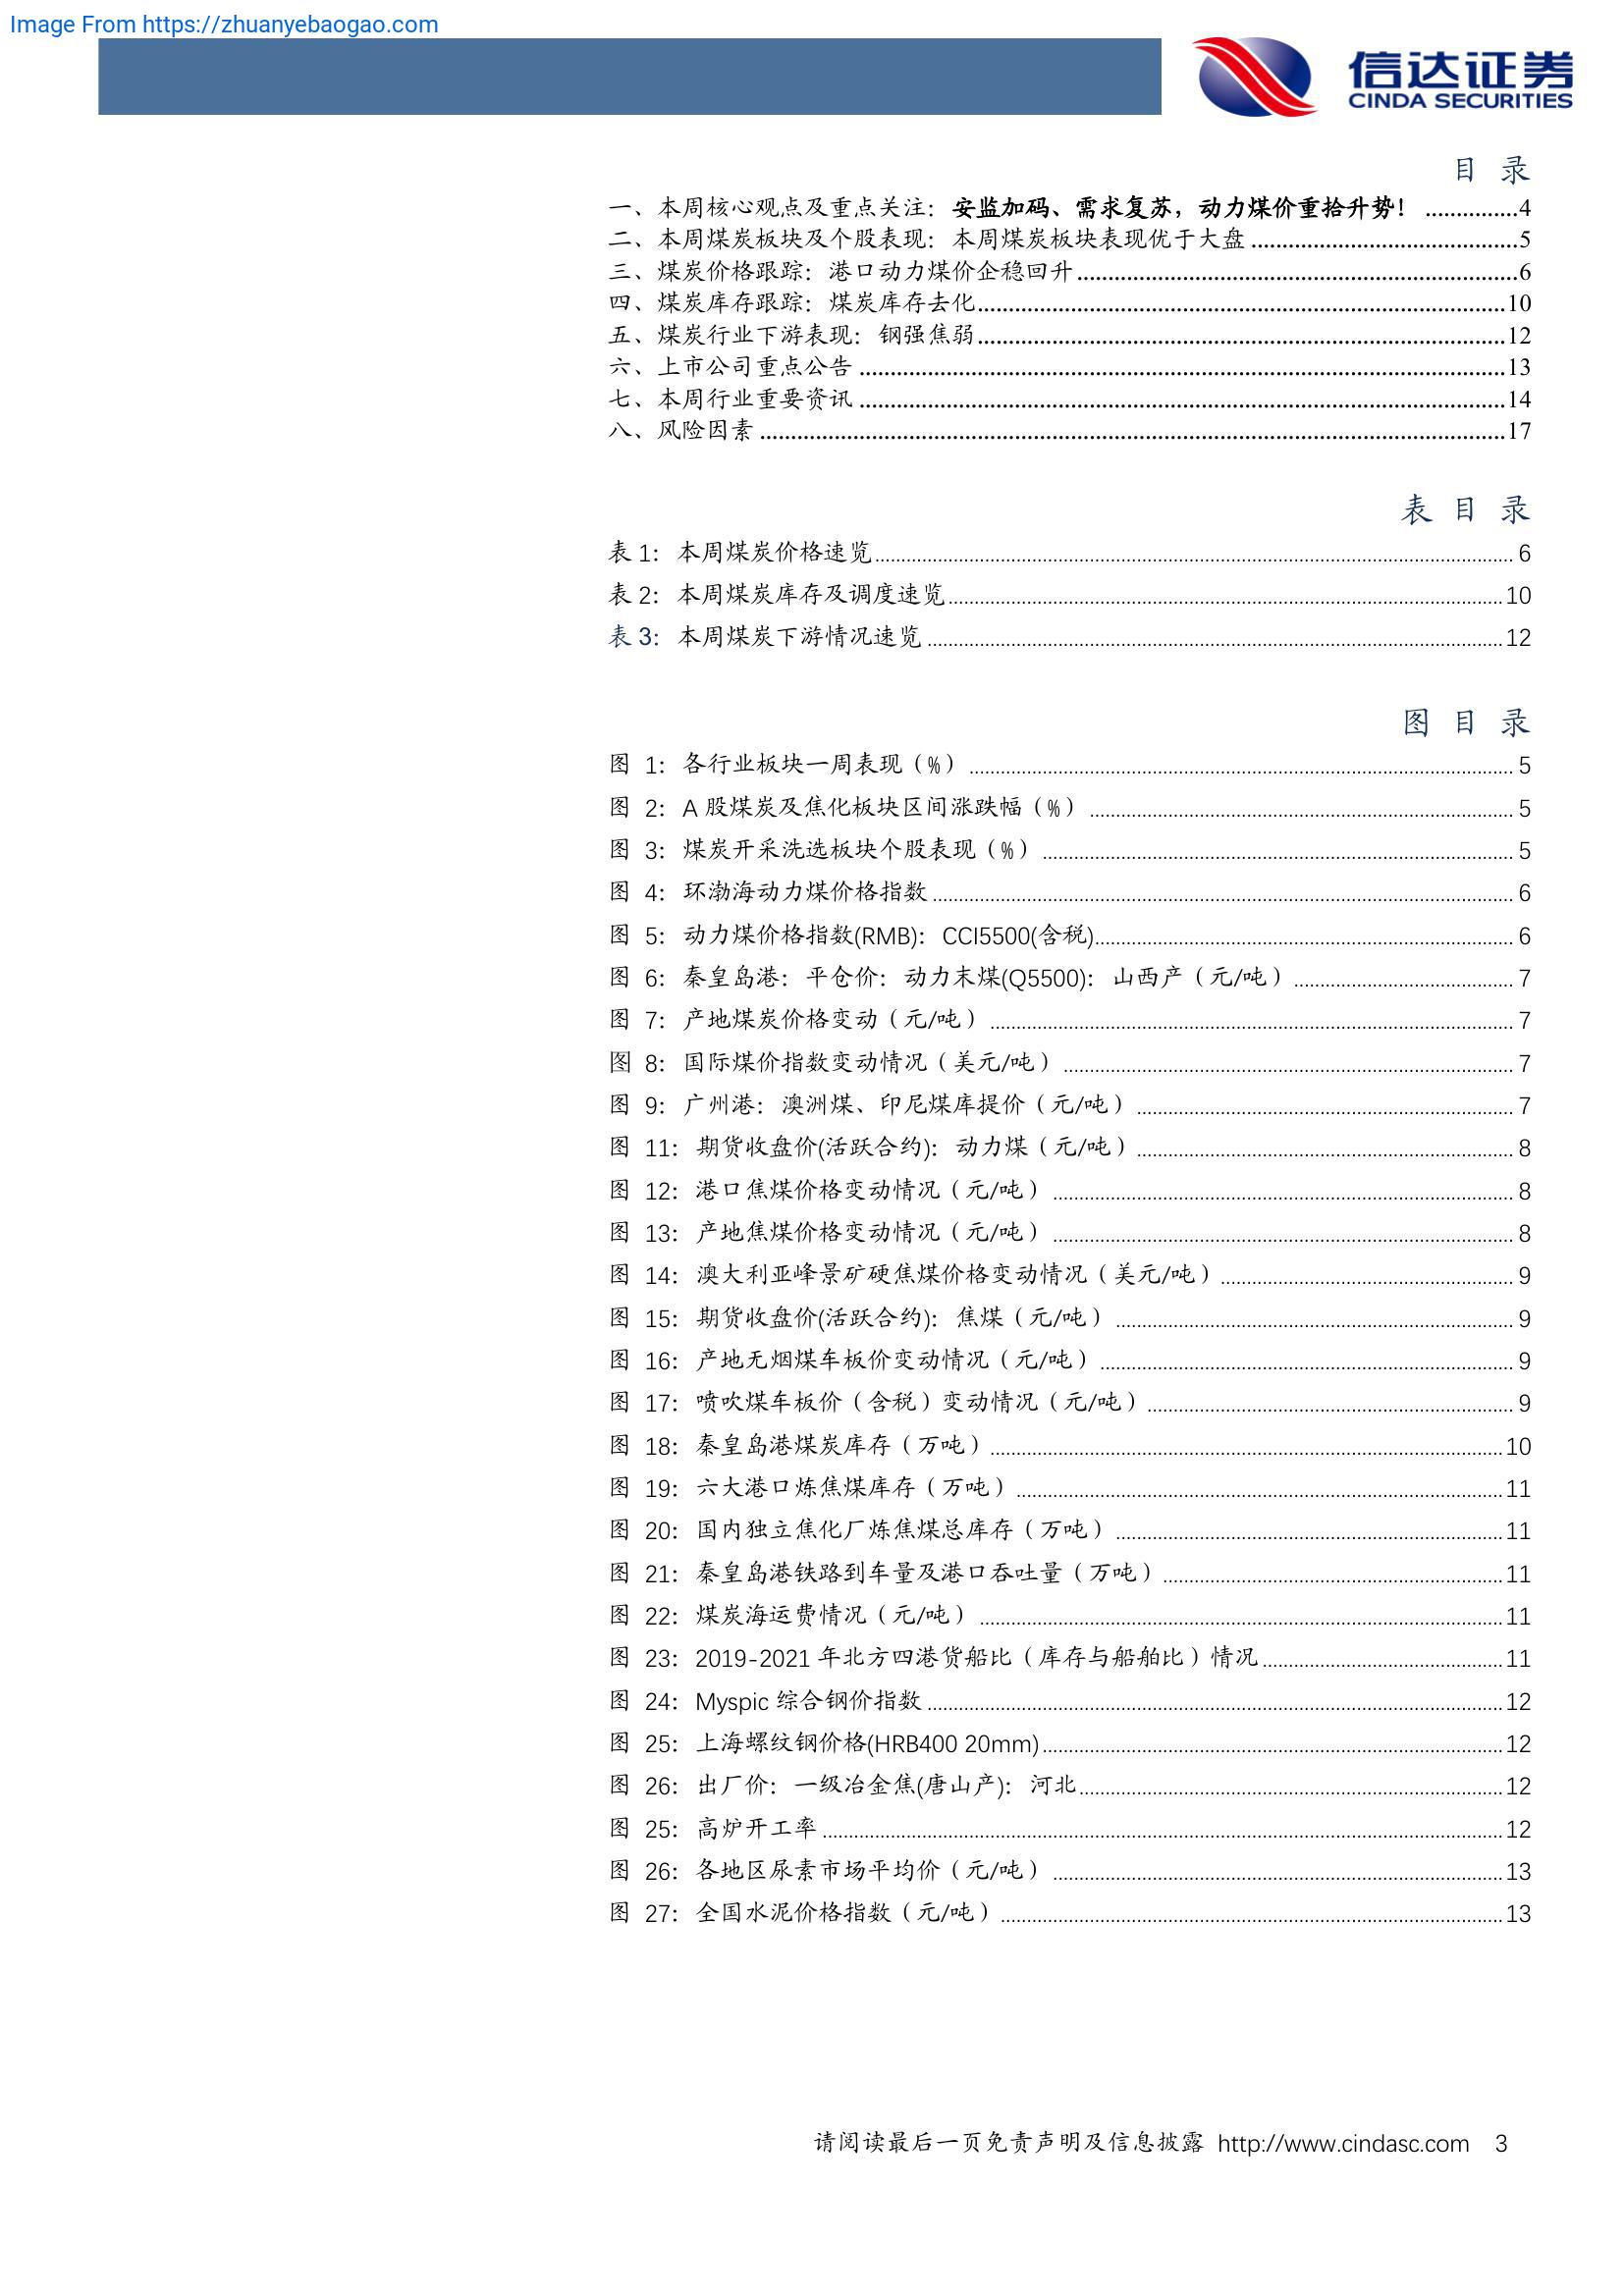 Image From https://zhuanyebaogao.com
信达证券
CINDA SECURITIES
目 录
一、本周核心观点及重点关注：安监加码、需求复苏，动力煤价重拾升势！ ...............4
二、本周煤炭板块及个股表现：本周煤炭板块表现优于大盘 ...............5
三、煤炭价格跟踪：港口动力煤价企稳回升 ...............6
四、煤炭库存跟踪：煤炭库存去化 ...............10
五、煤炭行业下游表现：钢强焦弱 ...............12
六、上市公司重点公告 ...............13
七、本周行业重要资讯 ...............14
八、风险因素 ...............17
表 目 录
表 1：本周煤炭价格速览 ............... 6
表 2：本周煤炭库存及调度速览 ............... 10
表 3：本周煤炭下游情况速览 ............... 12
图 目 录
图 1：各行业板块一周表现（%） ............... 5
图 2：A 股煤炭及焦化板块区间涨跌幅（%） ............... 5
图 3：煤炭开采洗选板块个股表现（%） ............... 5
图 4：环渤海动力煤价格指数 ............... 6
图 5：动力煤价格指数(RMB)：CCI5500(含税) ............... 6
图 6：秦皇岛港：平仓价：动力末煤(Q5500)：山西产（元/吨） ............... 7
图 7：产地煤炭价格变动（元/吨） ............... 7
图 8：国际煤价指数变动情况（美元/吨） ............... 7
图 9：广州港：澳洲煤、印尼煤库提价（元/吨） ............... 7
图 11：期货收盘价(活跃合约)：动力煤（元/吨） ............... 8
图 12：港口焦煤价格变动情况（元/吨） ............... 8
图 13：产地焦煤价格变动情况（元/吨） ............... 8
图 14：澳大利亚峰景矿硬焦煤价格变动情况（美元/吨） ............... 9
图 15：期货收盘价(活跃合约)：焦煤（元/吨） ............... 9
图 16：产地无烟煤车板价变动情况（元/吨） ............... 9
图 17：喷吹煤车板价（含税）变动情况（元/吨） ............... 9
图 18：秦皇岛港煤炭库存（万吨） ............... 10
图 19：六大港口炼焦煤库存（万吨） ............... 11
图 20：国内独立焦化厂炼焦煤总库存（万吨） ............... 11
图 21：秦皇岛港铁路到车量及港口吞吐量（万吨） ............... 11
图 22：煤炭海运费情况（元/吨） ............... 11
图 23：2019-2021 年北方四港货船比（库存与船舶比）情况 ............... 11
图 24：Myspic 综合钢价指数 ............... 12
图 25：上海螺纹钢价格(HRB400 20mm) ............... 12
图 26：出厂价：一级冶金焦(唐山产)：河北 ............... 12
图 25：高炉开工率 ............... 12
图 26：各地区尿素市场平均价（元/吨） ............... 13
图 27：全国水泥价格指数（元/吨） ............... 13
请阅读最后一页免责声明及信息披露 http://www.cindasc.com 3